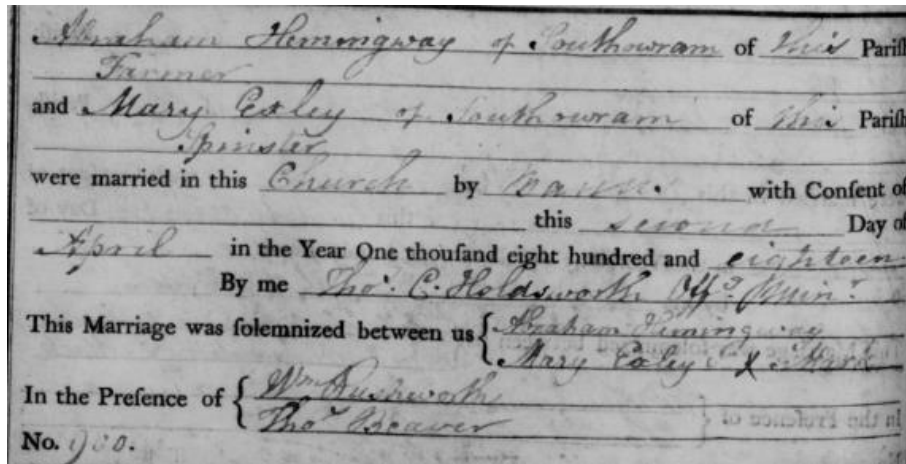 Abraham Hemingway of Southowram of this Pariſh
Farmer
and Mary Exley of Southowram of this Pariſh
Spinster
were married in this Church by Banns. with Conſent of
this second Day of
April in the Year One thouſand eight hundred and eighteen
By me Thos. C. Holdsworth Offg. Minr.
This Marriage was ſolemnized between us { Abraham Hemingway
Mary Exley's X Mark
In the Preſence of { Wm Rushworth
Thos Beaver
No.